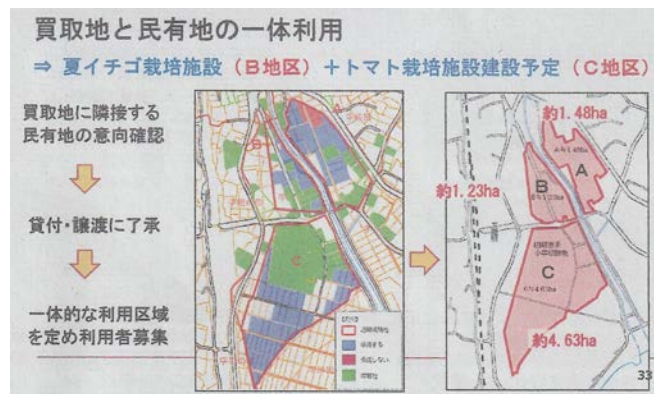 買取地と民有地の一体利用
⇒ 夏イチゴ栽培施設（B地区）＋トマト栽培施設建設予定（C地区）
買取地に隣接する
民有地の意向確認
貸付・譲渡に了承
一体的な利用区域
を定め利用者募集
A
B
C
約1.48ha
約1.23ha
A
B
C
約4.63ha
33